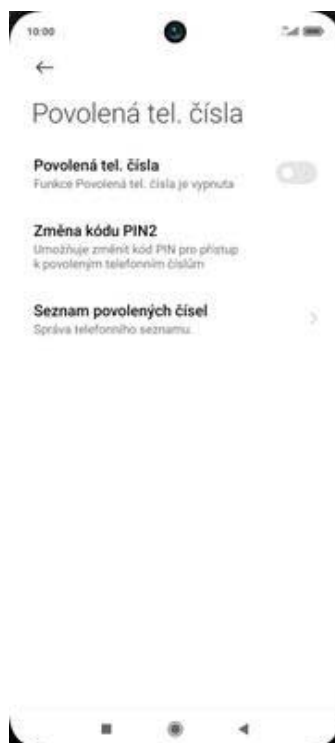 10:00
Povolená tel. čísla
Povolená tel. čísla
Funkce Povolená tel. čísla je vypnuta
Změna kódu PIN2
Umožňuje změnit kód PIN pro přístup
k povoleným telefonním číslům
Seznam povolených čísel
Správa telefonního seznamu.